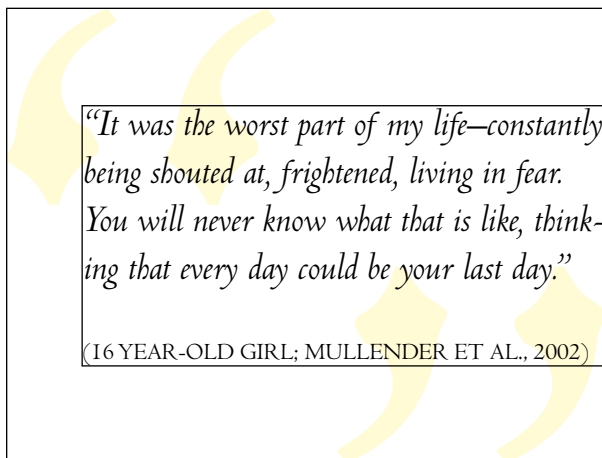 “It was the worst part of my life—constantly
being shouted at, frightened, living in fear.
You will never know what that is like, think-
ing that every day could be your last day.”
(16 YEAR-OLD GIRL; MULLENDER ET AL., 2002)